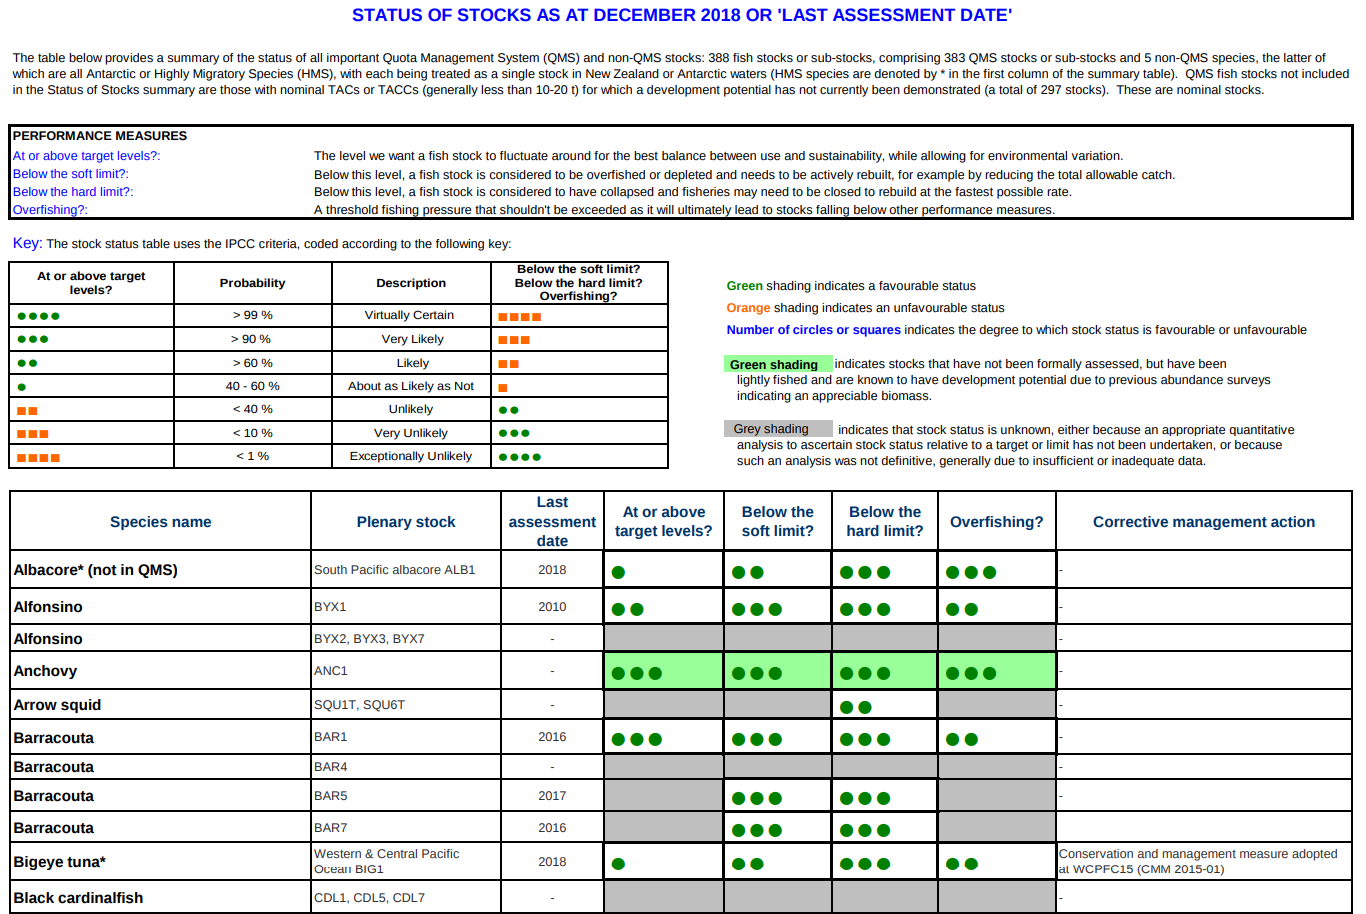 STATUS OF STOCKS AS AT DECEMBER 2018 OR 'LAST ASSESSMENT DATE'
The table below provides a summary of the status of all important Quota Management System (QMS) and non-QMS stocks: 388 fish stocks or sub-stocks, comprising 383 QMS stocks or sub-stocks and 5 non-QMS species, the latter of
which are all Antarctic or Highly Migratory Species (HMS), with each being treated as a single stock in New Zealand or Antarctic waters (HMS species are denoted by * in the first column of the summary table). QMS fish stocks not included
in the Status of Stocks summary are those with nominal TACs or TACCs (generally less than 10-20 t) for which a development potential has not currently been demonstrated (a total of 297 stocks). These are nominal stocks.
PERFORMANCE MEASURES
At or above target levels?: The level we want a fish stock to fluctuate around for the best balance between use and sustainability, while allowing for environmental variation.
Below the soft limit?: Below this level, a fish stock is considered to be overfished or depleted and needs to be actively rebuilt, for example by reducing the total allowable catch.
Below the hard limit?: Below this level, a fish stock is considered to have collapsed and fisheries may need to be closed to rebuild at the fastest possible rate.
Overfishing?: A threshold fishing pressure that shouldn't be exceeded as it will ultimately lead to stocks falling below other performance measures.
Key: The stock status table uses the IPCC criteria, coded according to the following key:
At or above target levels? Probability Description Below the soft limit? Below the hard limit? Overfishing?
●●●● > 99 % Virtually Certain ■■■■
●●● > 90 % Very Likely ■■■
●● > 60 % Likely ■■
● 40 - 60 % About as Likely as Not ■
■■ < 40 % Unlikely ●●
■■■ < 10 % Very Unlikely ●●●
■■■■ < 1 % Exceptionally Unlikely ●●●●
Green shading indicates a favourable status
Orange shading indicates an unfavourable status
Number of circles or squares indicates the degree to which stock status is favourable or unfavourable
Green shading indicates stocks that have not been formally assessed, but have been
lightly fished and are known to have development potential due to previous abundance surveys
indicating an appreciable biomass.
Grey shading indicates that stock status is unknown, either because an appropriate quantitative
analysis to ascertain stock status relative to a target or limit has not been undertaken, or because
such an analysis was not definitive, generally due to insufficient or inadequate data.
Species name Plenary stock Last assessment date At or above target levels? Below the soft limit? Below the hard limit? Overfishing? Corrective management action
Albacore* (not in QMS) South Pacific albacore ALB1 2018 ● ●● ●●● ●●● -
Alfonsino BYX1 2010 ●● ●●● ●●● ●● -
Alfonsino BYX2, BYX3, BYX7 - -
Anchovy ANC1 - ●●● ●●● ●●● ●●● -
Arrow squid SQU1T, SQU6T - ●● -
Barracouta BAR1 2016 ●●● ●●● ●●● ●● -
Barracouta BAR4 - -
Barracouta BAR5 2017 ●●● ●●● -
Barracouta BAR7 2016 ●●● ●●●
Bigeye tuna* Western & Central Pacific Ocean BIG1 2018 ● ●● ●●● ●● Conservation and management measure adopted at WCPFC15 (CMM 2015-01)
Black cardinalfish CDL1, CDL5, CDL7 - -